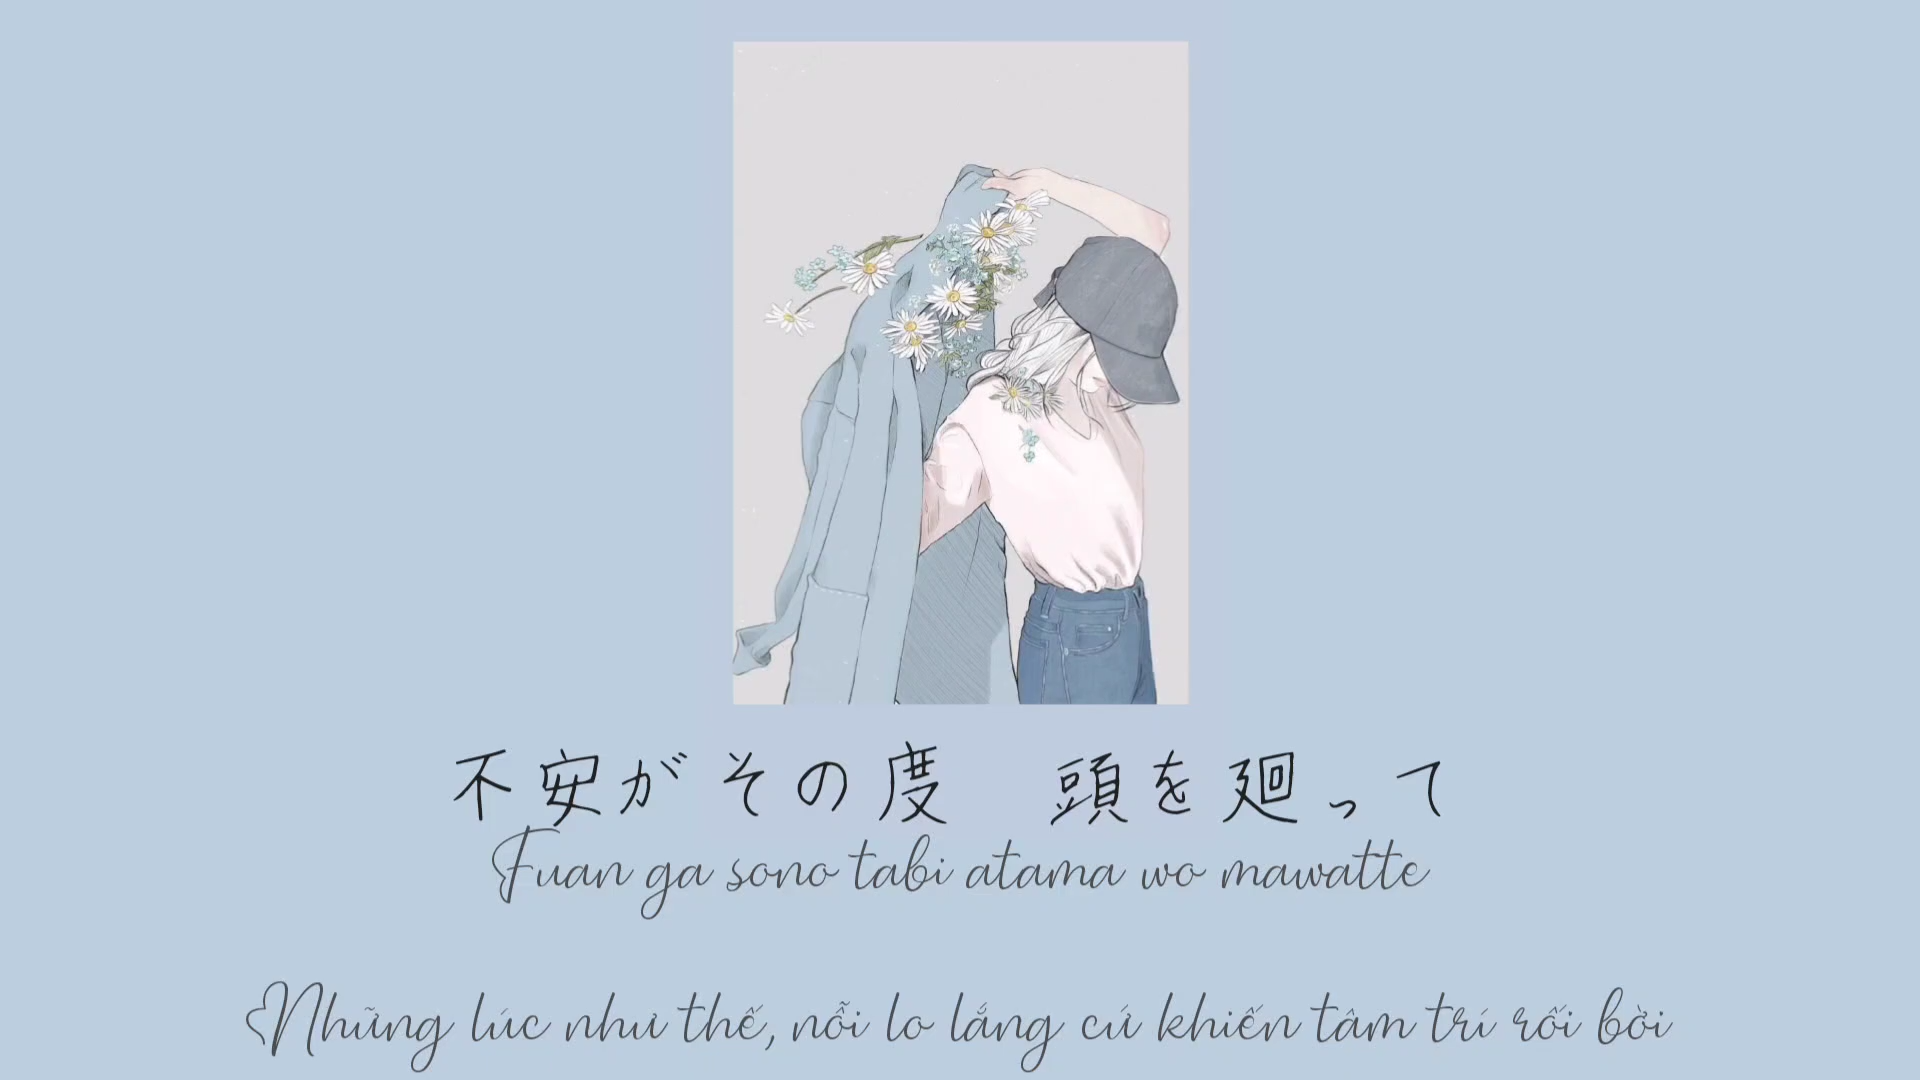 不安がその度　頭を廻って
Fuan ga sono tabi atama wo mawatte
Những lúc như thế, nỗi lo lắng cứ khiến tâm trí rối bời